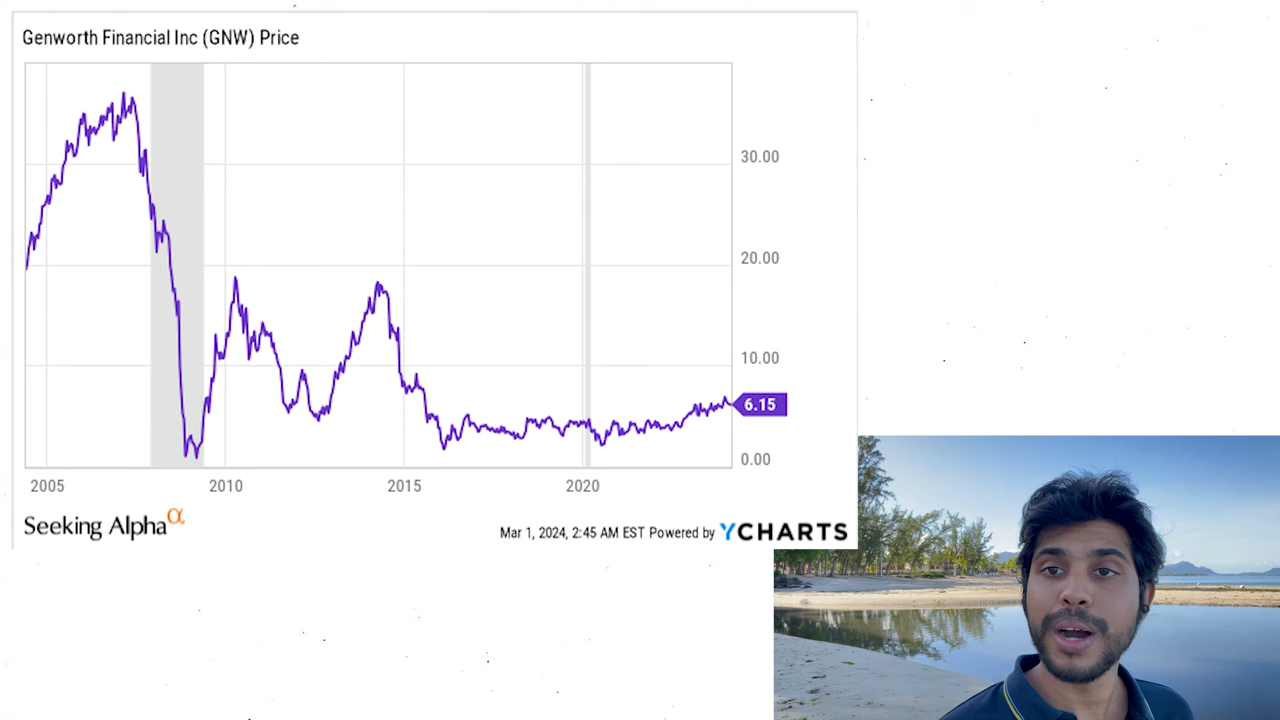 Genworth Financial Inc (GNW) Price
30.00
20.00
10.00
6.15
0.00
2005 2010 2015 2020
Seeking Alphaα
Mar 1, 2024, 2:45 AM EST Powered by YCHARTS